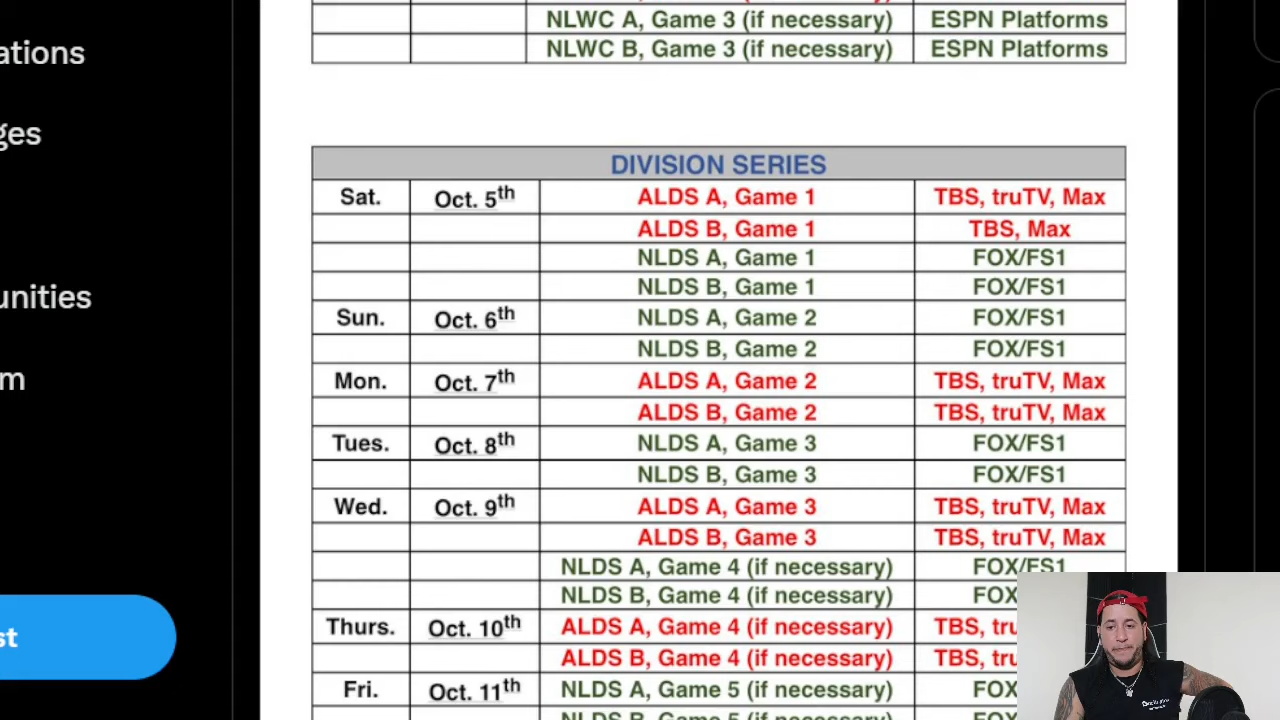 ations
ges
unities
m
st
NLWC A, Game 3 (if necessary) ESPN Platforms
NLWC B, Game 3 (if necessary) ESPN Platforms
DIVISION SERIES
Sat. Oct. 5th ALDS A, Game 1 TBS, truTV, Max
ALDS B, Game 1 TBS, Max
NLDS A, Game 1 FOX/FS1
NLDS B, Game 1 FOX/FS1
Sun. Oct. 6th NLDS A, Game 2 FOX/FS1
NLDS B, Game 2 FOX/FS1
Mon. Oct. 7th ALDS A, Game 2 TBS, truTV, Max
ALDS B, Game 2 TBS, truTV, Max
Tues. Oct. 8th NLDS A, Game 3 FOX/FS1
NLDS B, Game 3 FOX/FS1
Wed. Oct. 9th ALDS A, Game 3 TBS, truTV, Max
ALDS B, Game 3 TBS, truTV, Max
NLDS A, Game 4 (if necessary) FOX/FS1
NLDS B, Game 4 (if necessary) FOX
Thurs. Oct. 10th ALDS A, Game 4 (if necessary) TBS, tru
ALDS B, Game 4 (if necessary) TBS, tru
Fri. Oct. 11th NLDS A, Game 5 (if necessary) FOX
NLDS B, Game 5 (if necessary) FOX